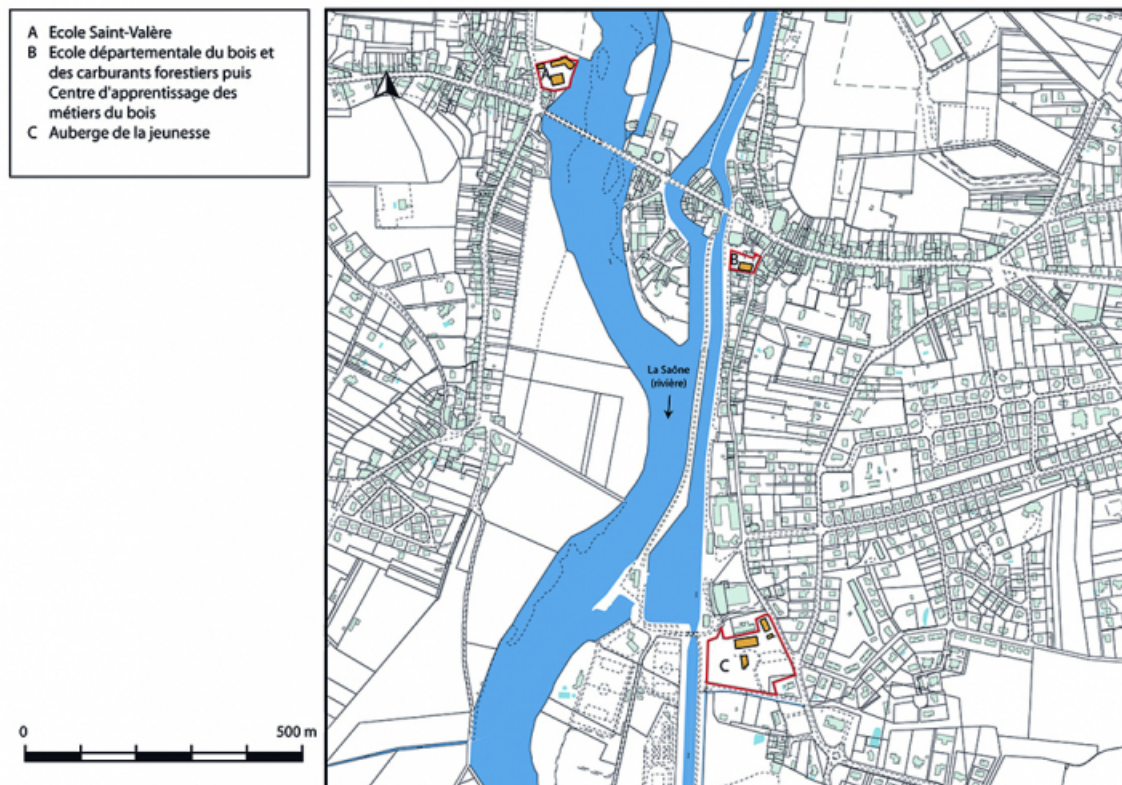 A Ecole Saint-Valère
B Ecole départementale du bois et
des carburants forestiers puis
Centre d'apprentissage des
métiers du bois
C Auberge de la jeunesse
A
B
La Saône
(rivière)
C
0 500 m